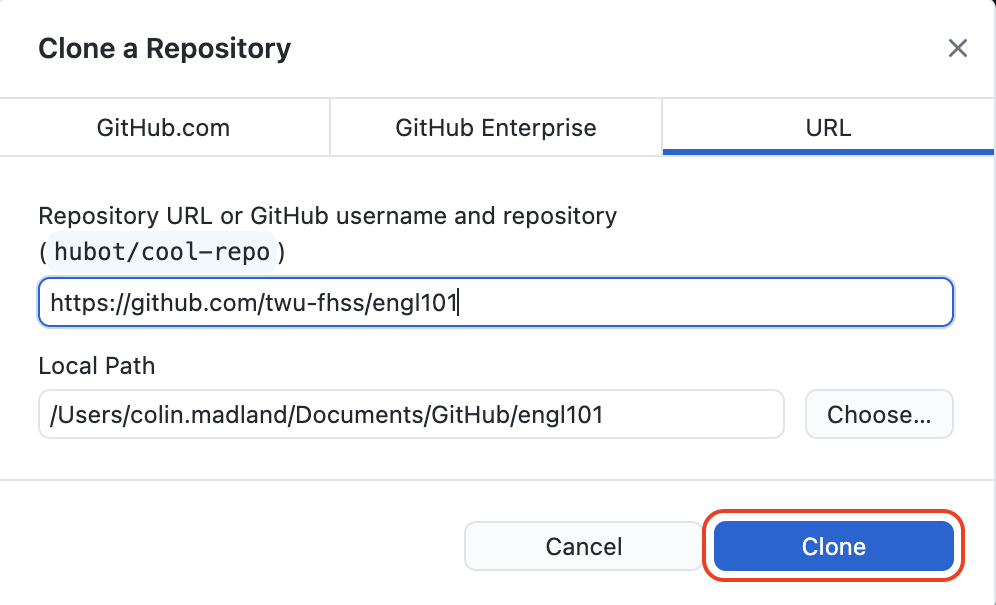 Clone a Repository
GitHub.com
GitHub Enterprise
URL
Repository URL or GitHub username and repository
(hubot/cool-repo)
https://github.com/twu-fhss/engl101
Local Path
/Users/colin.madland/Documents/GitHub/engl101
Choose...
Cancel
Clone